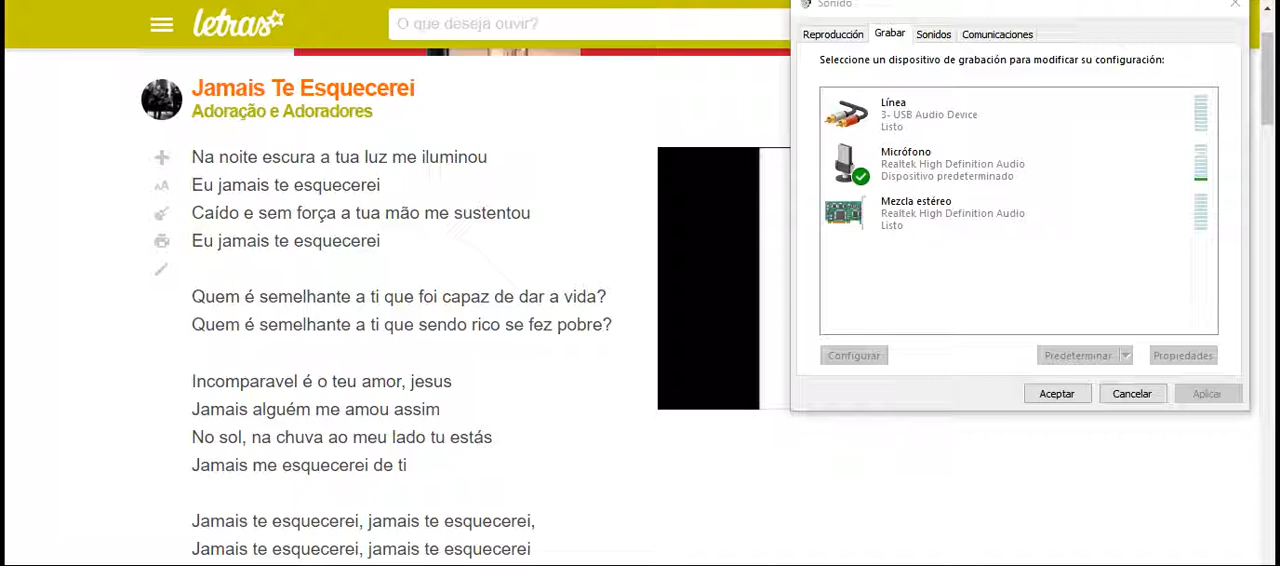 letras
O que deseja ouvir?
Jamais Te Esquecerei
Adoração e Adoradores
Na noite escura a tua luz me iluminou
Eu jamais te esquecerei
Caído e sem força a tua mão me sustentou
Eu jamais te esquecerei
Quem é semelhante a ti que foi capaz de dar a vida?
Quem é semelhante a ti que sendo rico se fez pobre?
Incomparavel é o teu amor, jesus
Jamais alguém me amou assim
No sol, na chuva ao meu lado tu estás
Jamais me esquecerei de ti
Jamais te esquecerei, jamais te esquecerei,
Jamais te esquecerei, jamais te esquecerei
AA
Sonido
Reproducción Grabar Sonidos Comunicaciones
Seleccione un dispositivo de grabación para modificar su configuración:
Línea
3- USB Audio Device
Listo
Micrófono
Realtek High Definition Audio
Dispositivo predeterminado
Mezcla estéreo
Realtek High Definition Audio
Listo
Configurar Predeterminar Propiedades
Aceptar Cancelar Aplicar